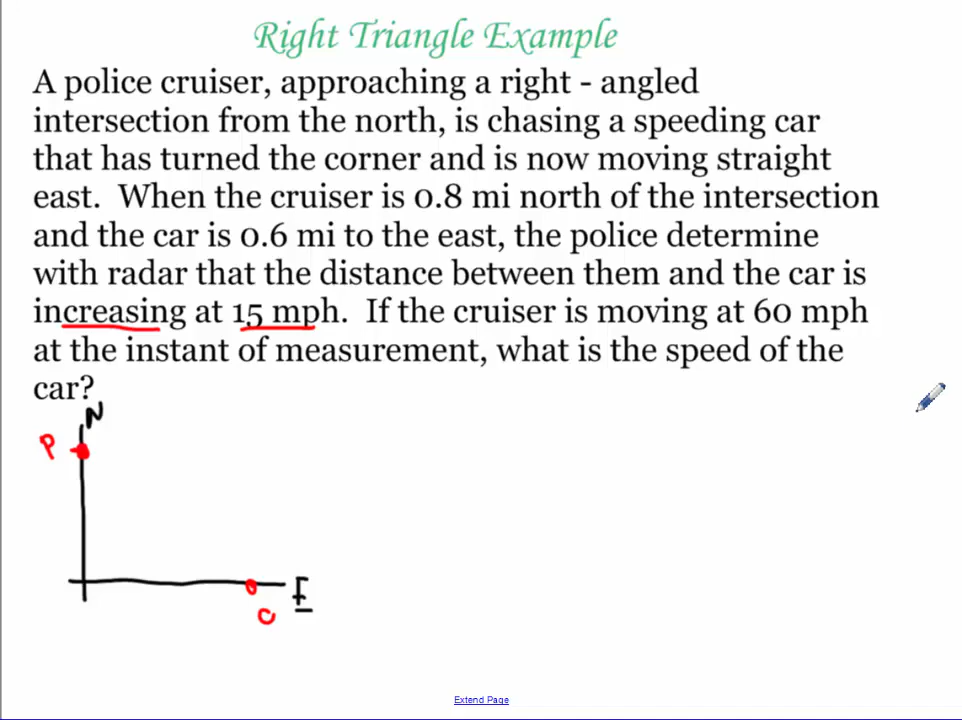 Right Triangle Example
A police cruiser, approaching a right - angled
intersection from the north, is chasing a speeding car
that has turned the corner and is now moving straight
east. When the cruiser is 0.8 mi north of the intersection
and the car is 0.6 mi to the east, the police determine
with radar that the distance between them and the car is
increasing at 15 mph. If the cruiser is moving at 60 mph
at the instant of measurement, what is the speed of the
car?
N
P
E
C
Extend Page